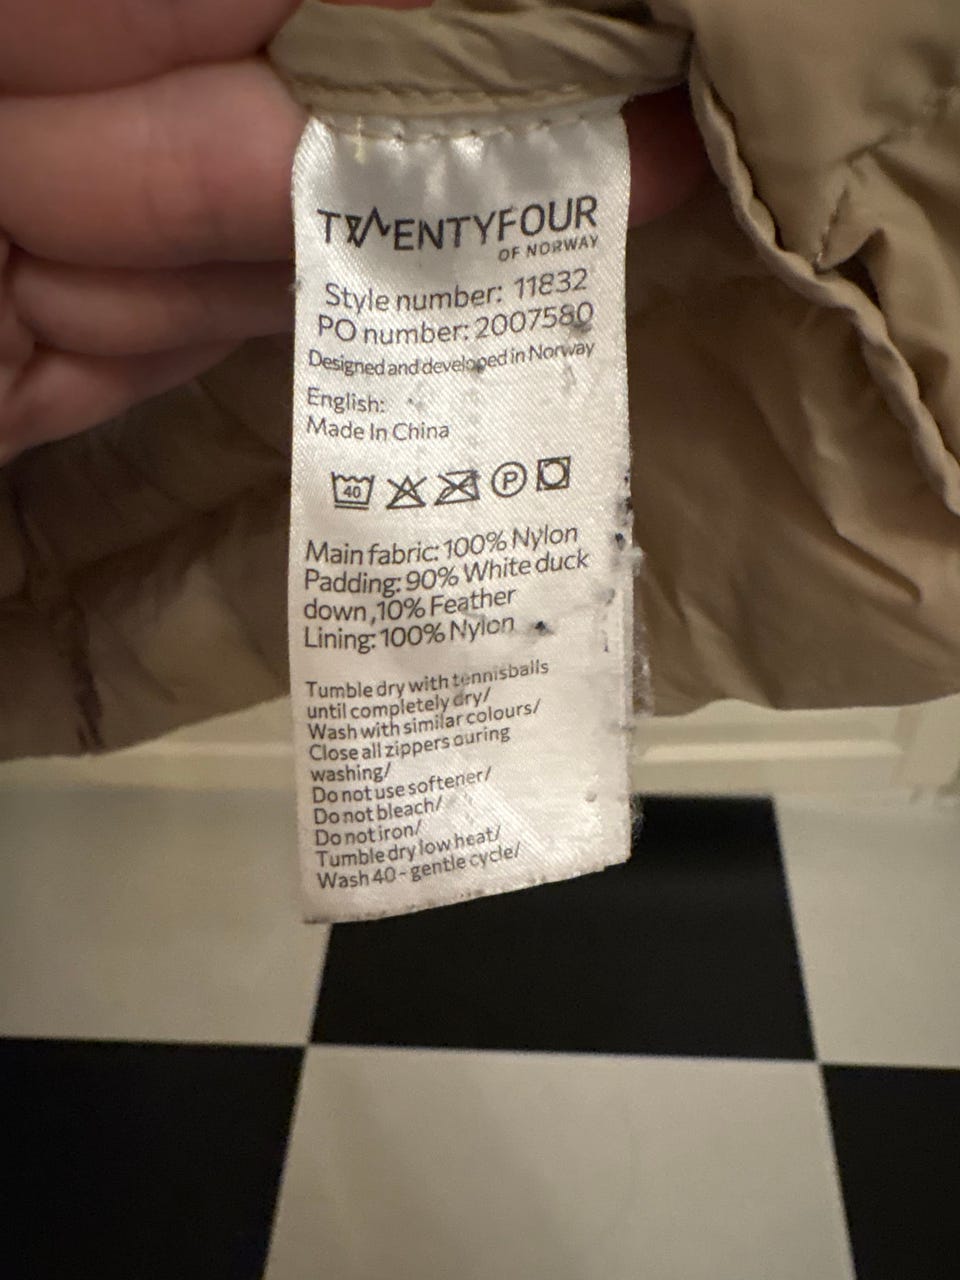 TWENTYFOUR
OF NORWAY
Style number: 11832
PO number: 2007580
Designed and developed in Norway
English:
Made In China
40 P
Main fabric: 100% Nylon
Padding: 90% White duck
down ,10% Feather
Lining: 100% Nylon
Tumble dry with tennisballs
until completely dry/
Wash with similar colours/
Close all zippers during
washing/
Do not use softener/
Do not bleach/
Do not iron/
Tumble dry low heat/
Wash 40 - gentle cycle/